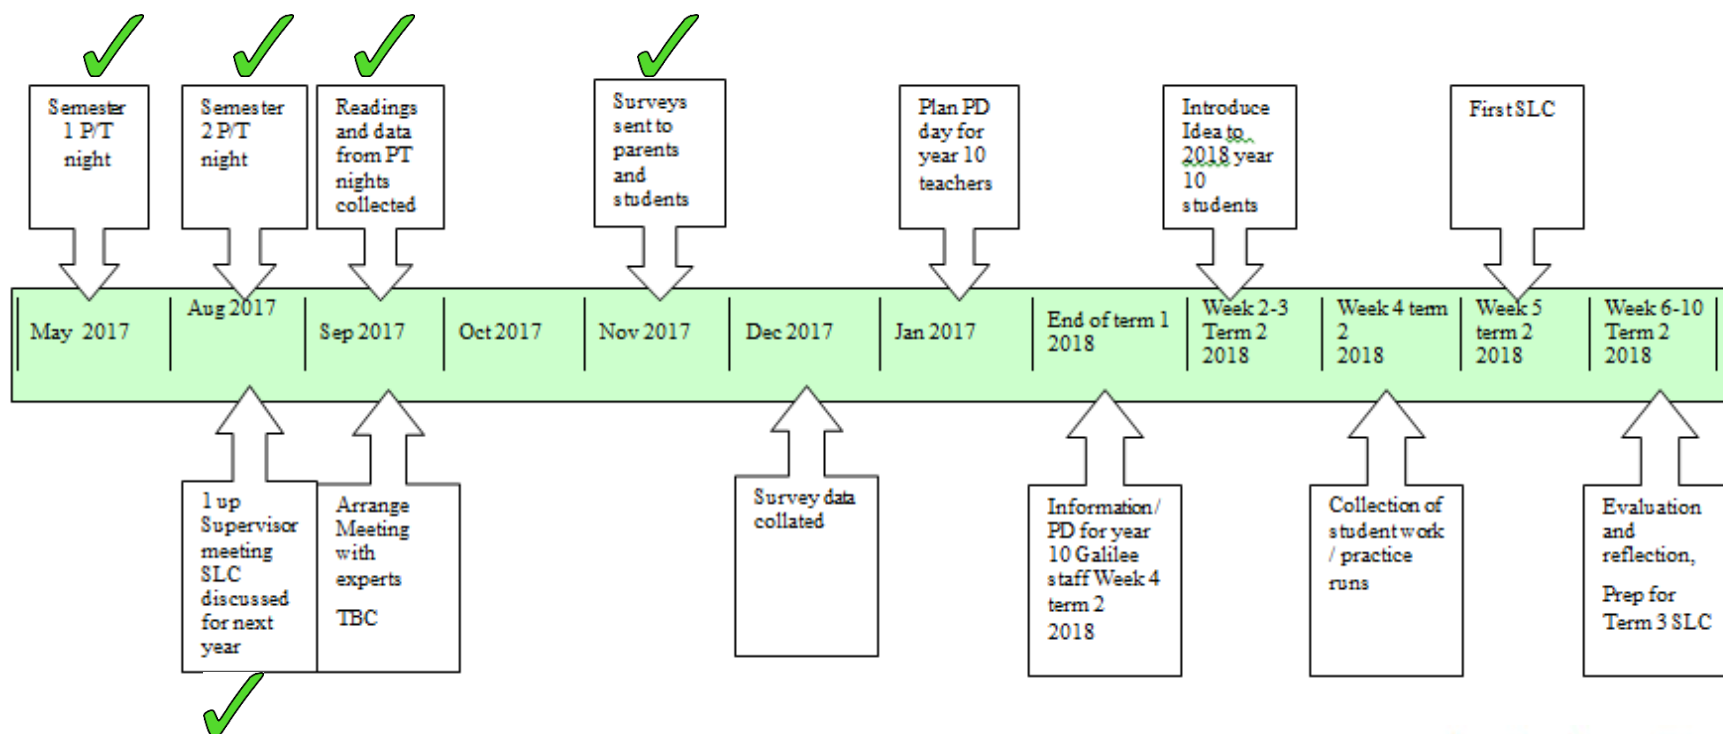 Semester
1 P/T
night
Semester
2 P/T
night
Readings
and data
from PT
nights
collected
Surveys
sent to
parents
and
students
Plan PD
day for
year 10
teachers
Introduce
Idea to
2018 year
10
students
First SLC
May 2017
Aug 2017
Sep 2017
Oct 2017
Nov 2017
Dec 2017
Jan 2017
End of term 1
2018
Week 2-3
Term 2
2018
Week 4 term
2
2018
Week 5
term 2
2018
Week 6-10
Term 2
2018
1 up
Supervisor
meeting
SLC
discussed
for next
year
Arrange
Meeting
with
experts
TBC
Survey data
collated
Information/
PD for year
10 Galilee
staff Week 4
term 2
2018
Collection of
student work
/ practice
runs
Evaluation
and
reflection,
Prep for
Term 3 SLC